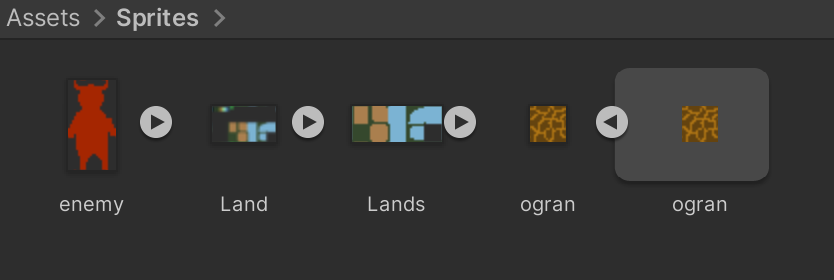 Assets > Sprites >
enemy Land Lands ogran ogran